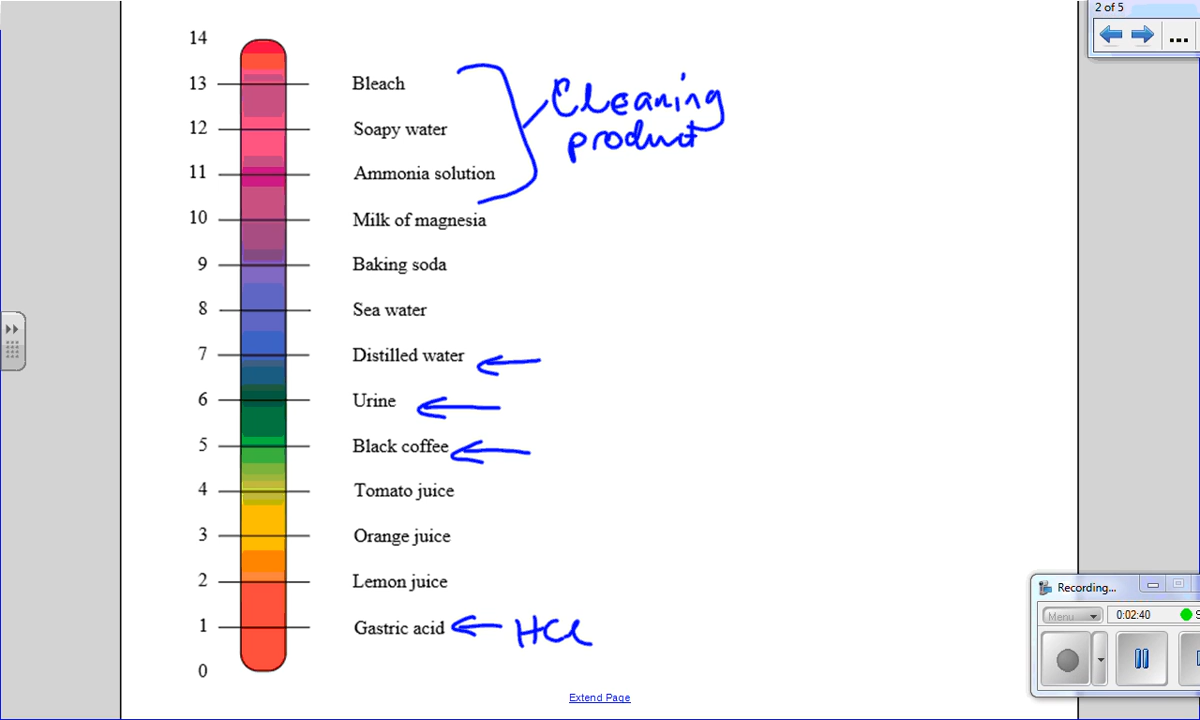 2 of 5
14
13 Bleach
Cleaning
product
12 Soapy water
11 Ammonia solution
10 Milk of magnesia
9 Baking soda
8 Sea water
7 Distilled water
6 Urine
5 Black coffee
4 Tomato juice
3 Orange juice
2 Lemon juice
1 Gastric acid HCl
0
Recording...
Menu 0:02:40
Extend Page